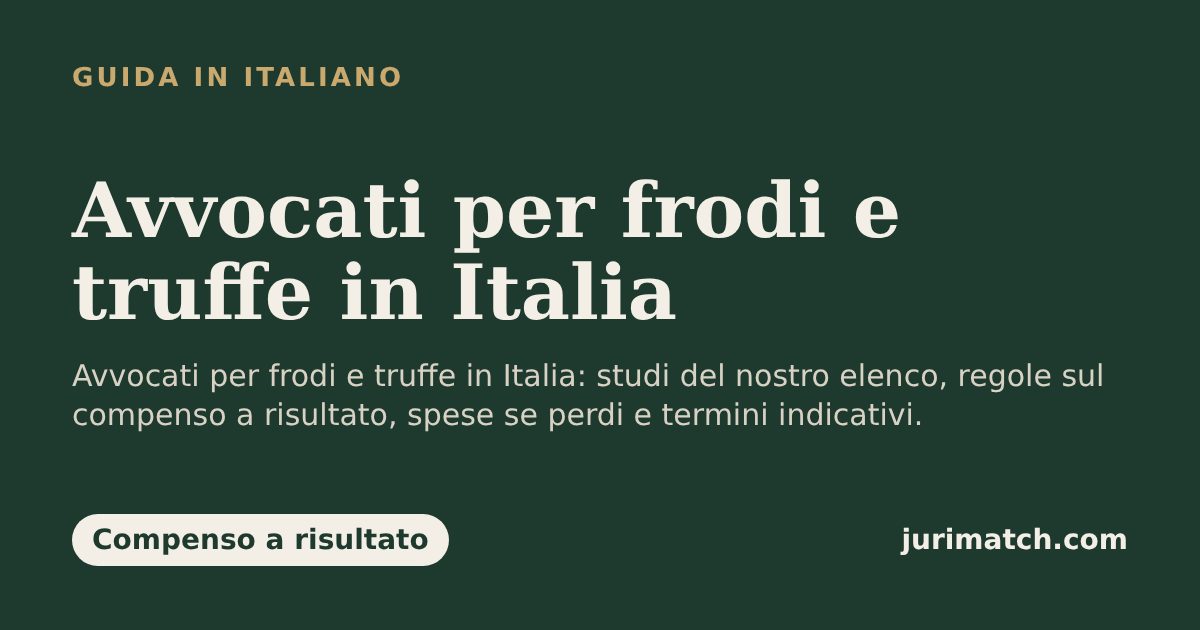 GUIDA IN ITALIANO
Avvocati per frodi e
truffe in Italia
Avvocati per frodi e truffe in Italia: studi del nostro elenco, regole sul
compenso a risultato, spese se perdi e termini indicativi.
Compenso a risultato
jurimatch.com